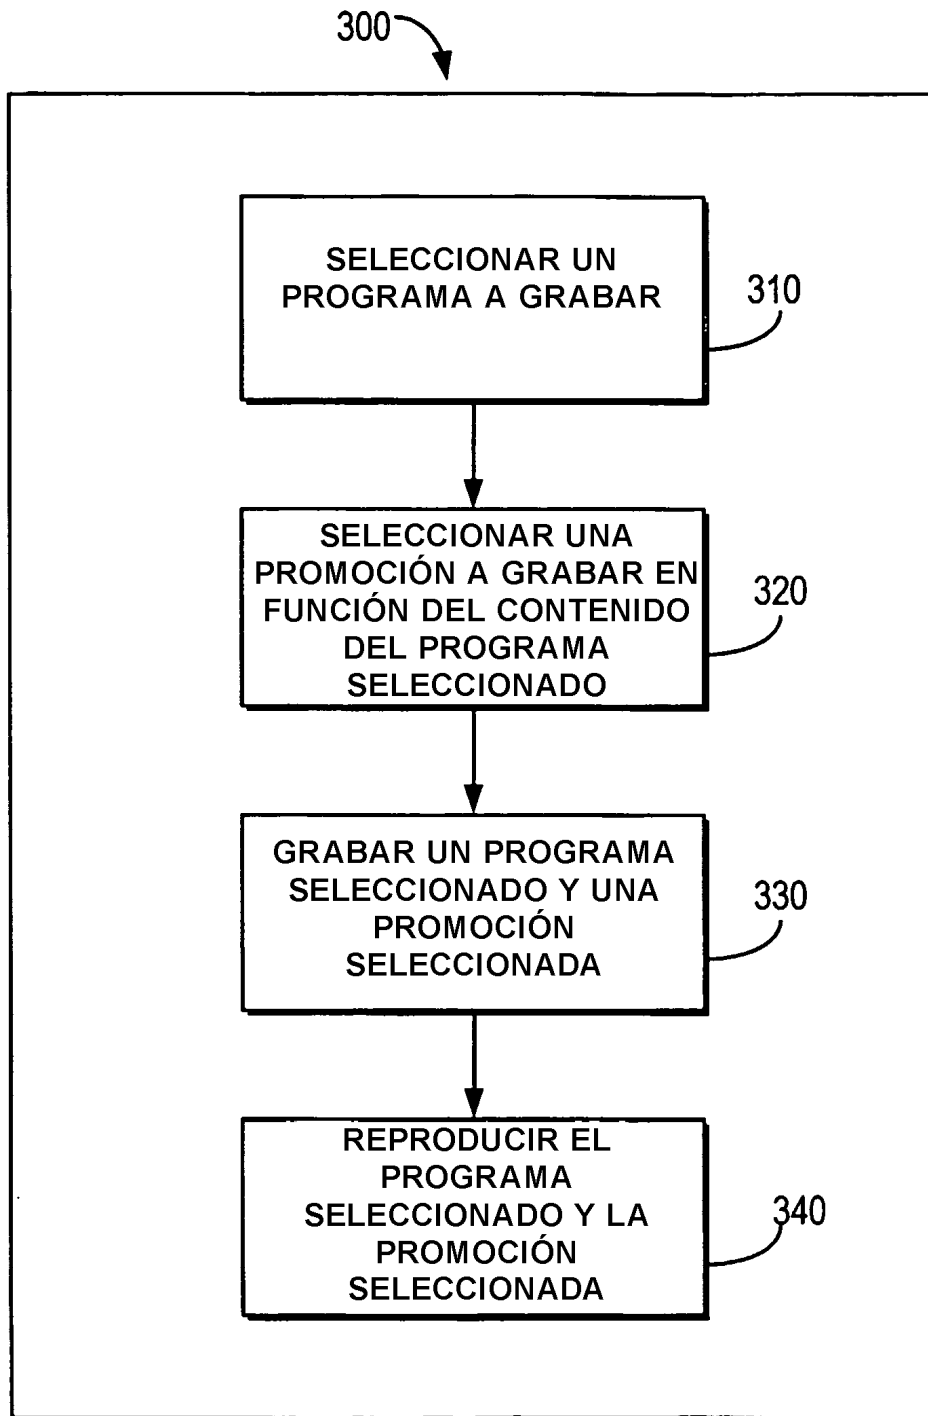 300
SELECCIONAR UN
PROGRAMA A GRABAR
310
SELECCIONAR UNA
PROMOCIÓN A GRABAR EN
FUNCIÓN DEL CONTENIDO
DEL PROGRAMA
SELECCIONADO
320
GRABAR UN PROGRAMA
SELECCIONADO Y UNA
PROMOCIÓN
SELECCIONADA
330
REPRODUCIR EL
PROGRAMA
SELECCIONADO Y LA
PROMOCIÓN
SELECCIONADA
340